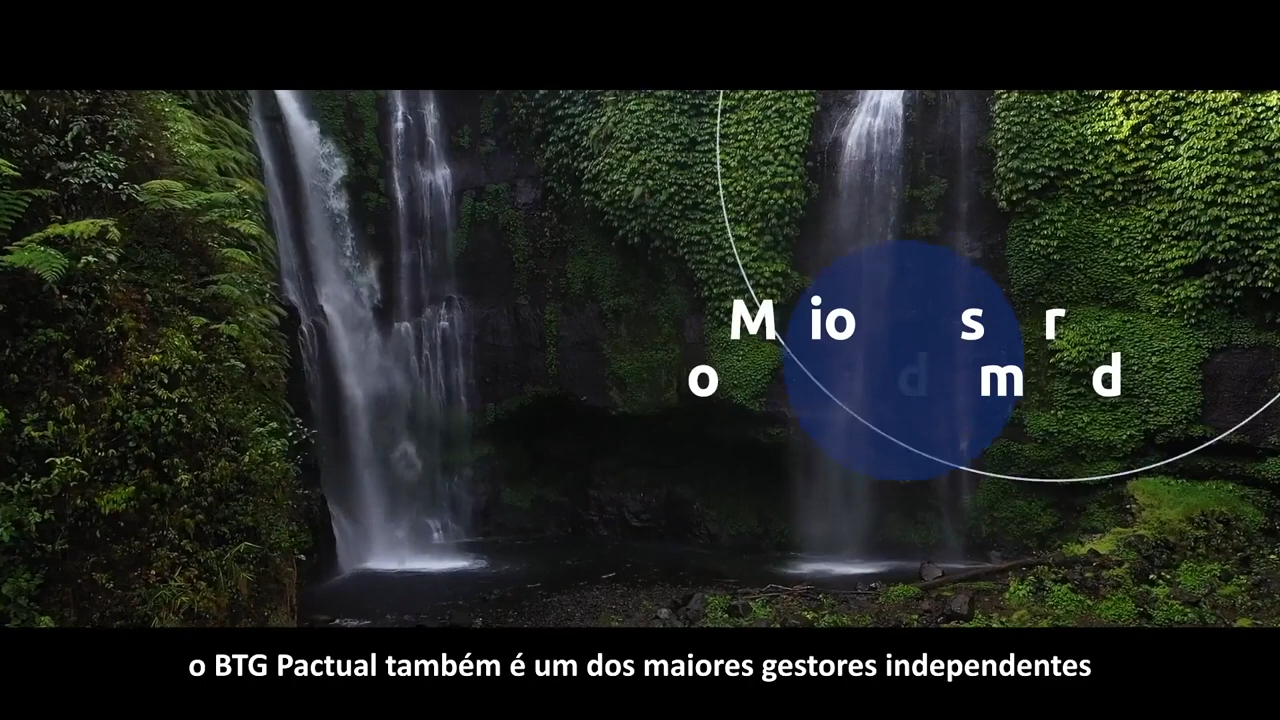 M io s r
o d m d
o BTG Pactual também é um dos maiores gestores independentes